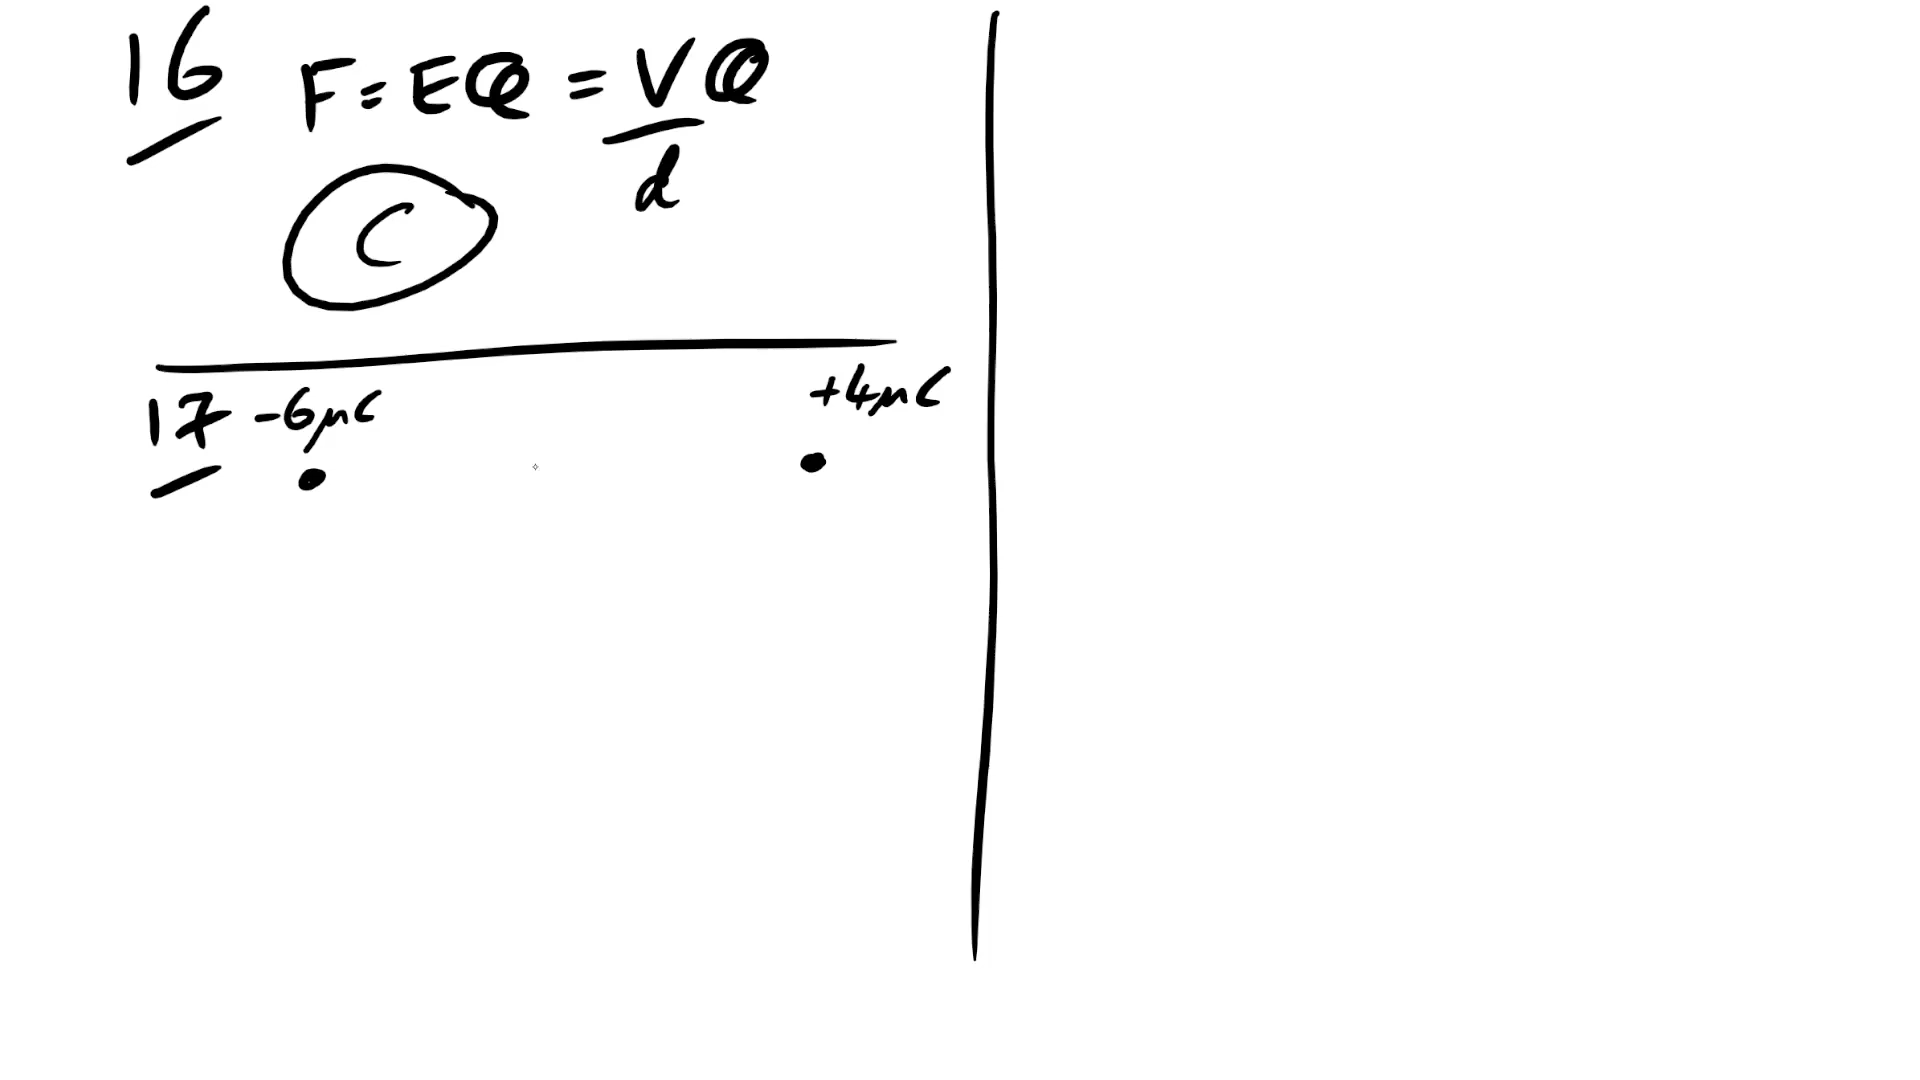 16 F = EQ = VQ
d
C
17 -6μC +4μC